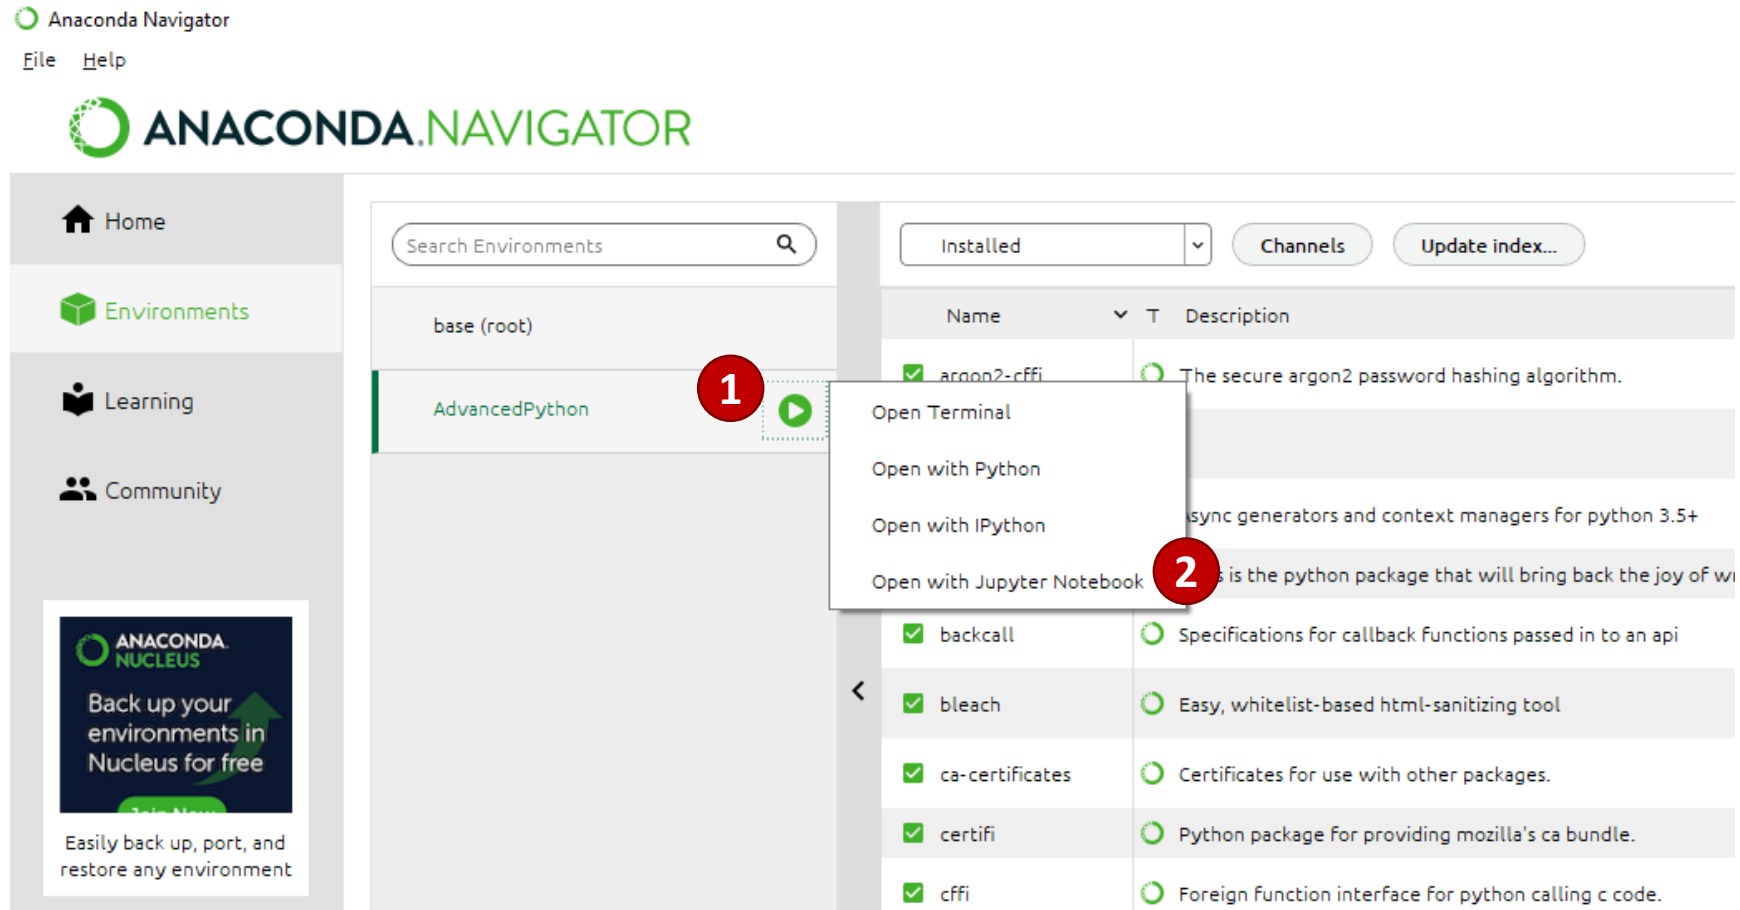 Anaconda Navigator
File Help
ANACONDA.NAVIGATOR
Home
Environments
Learning
Community
ANACONDA.
NUCLEUS
Back up your
environments in
Nucleus for free
Join Now
Easily back up, port, and
restore any environment
Search Environments
base (root)
AdvancedPython
1
Open Terminal
Open with Python
Open with IPython
Open with Jupyter Notebook
2
Installed Channels Update index...
Name T Description
argon2-cffi The secure argon2 password hashing algorithm.
generators and context managers for python 3.5+
is the python package that will bring back the joy of
backcall Specifications for callback functions passed in to an api
bleach Easy, whitelist-based html-sanitizing tool
ca-certificates Certificates for use with other packages.
certifi Python package for providing mozilla's ca bundle.
cffi Foreign function interface for python calling c code.